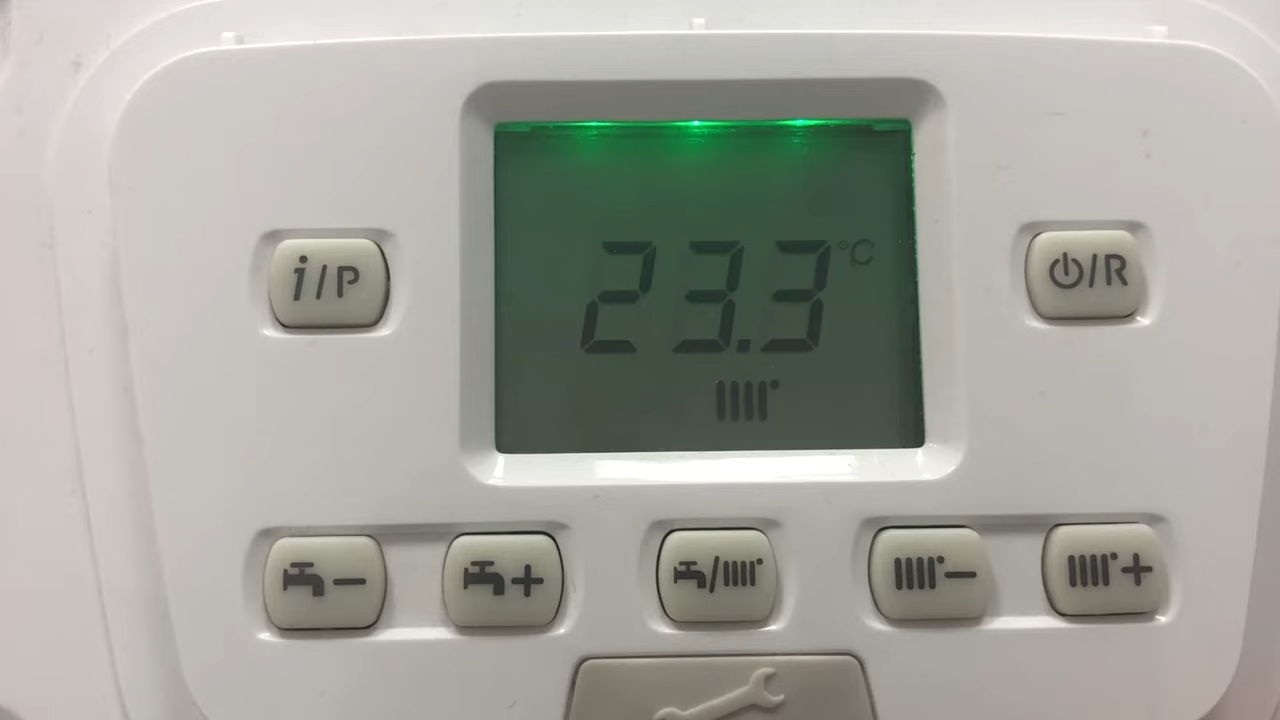 23.3 °C
i/P
⏻/R
-
+
/
-
+